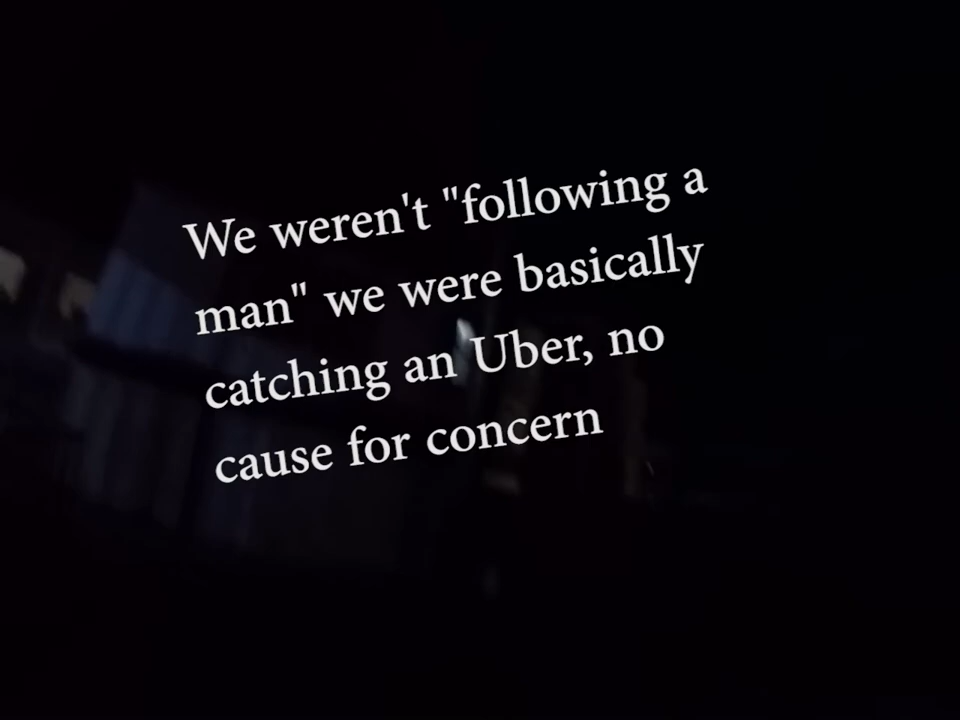 We weren't "following a
man" we were basically
catching an Uber, no
cause for concern